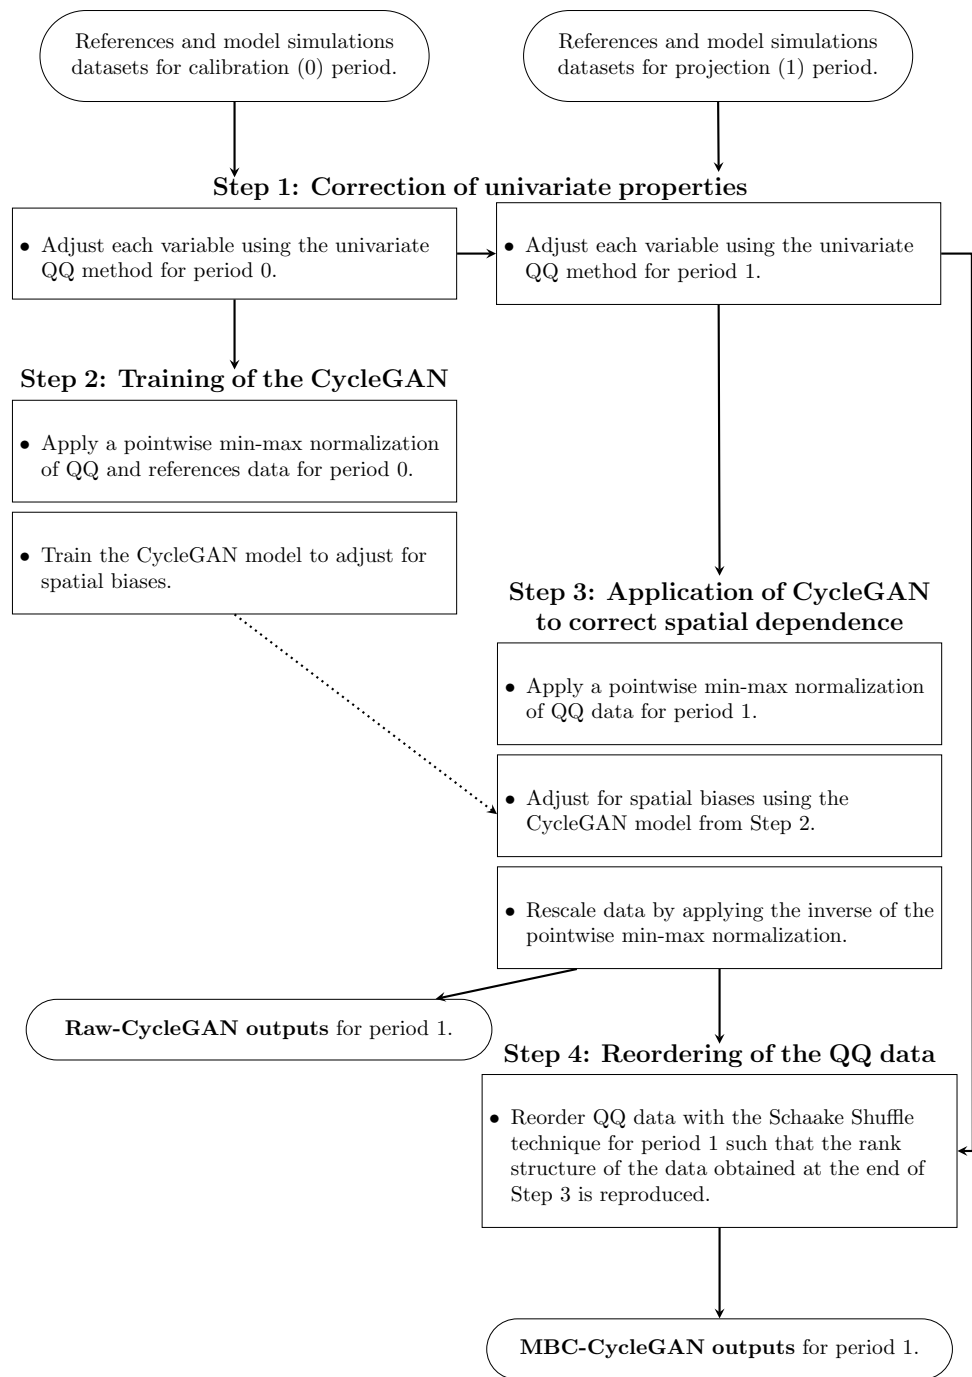 References and model simulations
datasets for calibration (0) period.
References and model simulations
datasets for projection (1) period.
Step 1: Correction of univariate properties
• Adjust each variable using the univariate
QQ method for period 0.
• Adjust each variable using the univariate
QQ method for period 1.
Step 2: Training of the CycleGAN
• Apply a pointwise min-max normalization
of QQ and references data for period 0.
• Train the CycleGAN model to adjust for
spatial biases.
Step 3: Application of CycleGAN
to correct spatial dependence
• Apply a pointwise min-max normalization
of QQ data for period 1.
• Adjust for spatial biases using the
CycleGAN model from Step 2.
• Rescale data by applying the inverse of the
pointwise min-max normalization.
Raw-CycleGAN outputs for period 1.
Step 4: Reordering of the QQ data
• Reorder QQ data with the Schaake Shuffle
technique for period 1 such that the rank
structure of the data obtained at the end of
Step 3 is reproduced.
MBC-CycleGAN outputs for period 1.